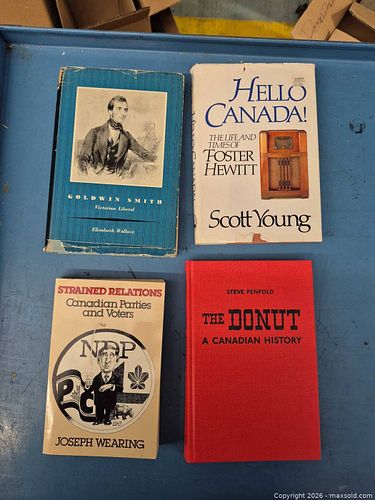 GOLDWIN SMITH
Victorian Liberal
Elisabeth Wallace
HELLO
CANADA!
THE LIFE AND
TIMES OF
FOSTER
HEWITT
Scott Young
STRAINED RELATIONS
Canadian Parties
and Voters
NDP
JOSEPH WEARING
STEVE PENFOLD
THE DONUT
A CANADIAN HISTORY
Copyright © 2026 - maxsold.com